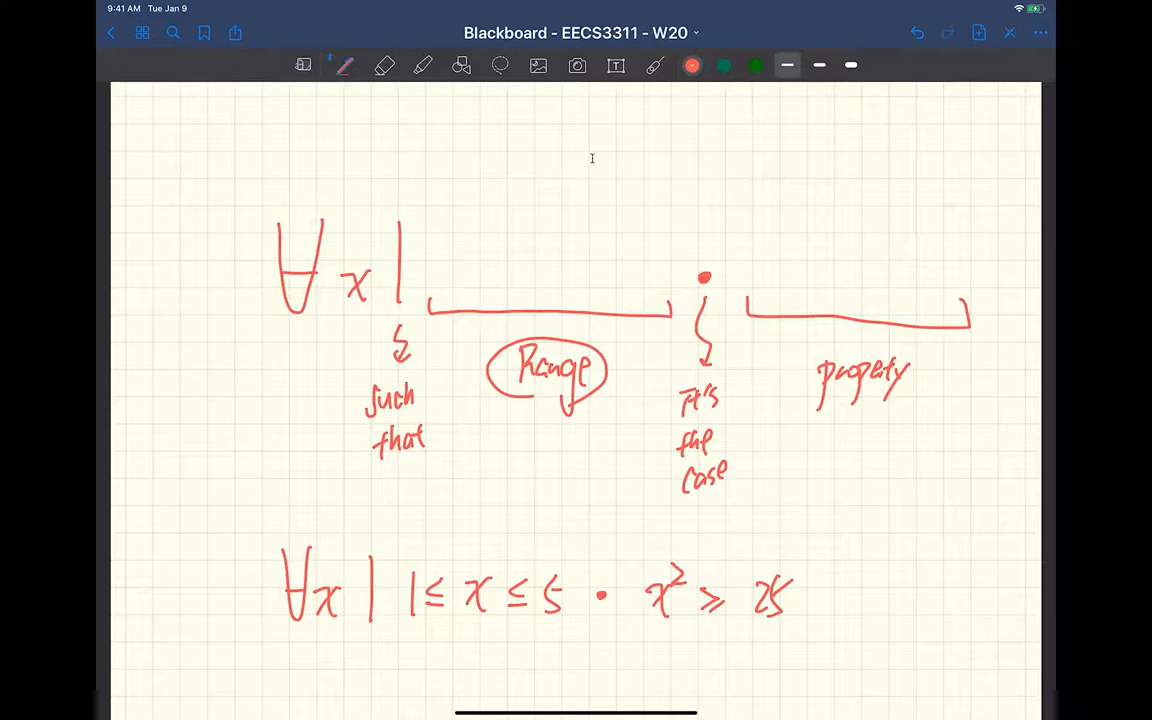 9:41 AM Tue Jan 9
Blackboard - EECS3311 - W20
∀x |
•
such
that
Range
It's
the
case
property
∀x | 1 ≤ x ≤ 5 • x² ≥ 25